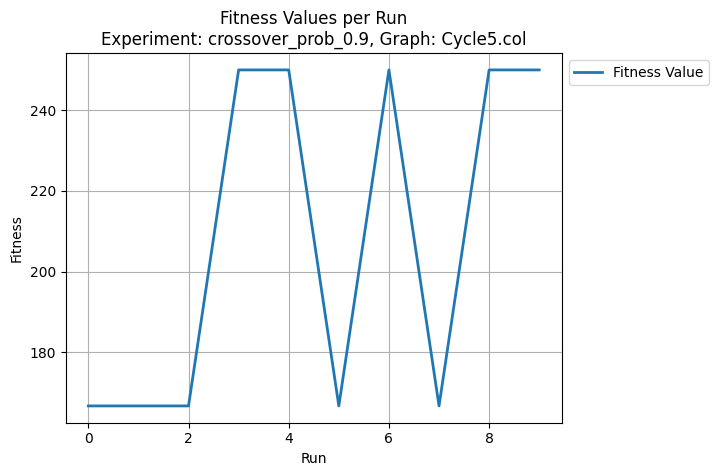 Fitness Values per Run
Experiment: crossover_prob_0.9, Graph: Cycle5.col
Fitness Value
240
220
200
180
Fitness
0 2 4 6 8
Run